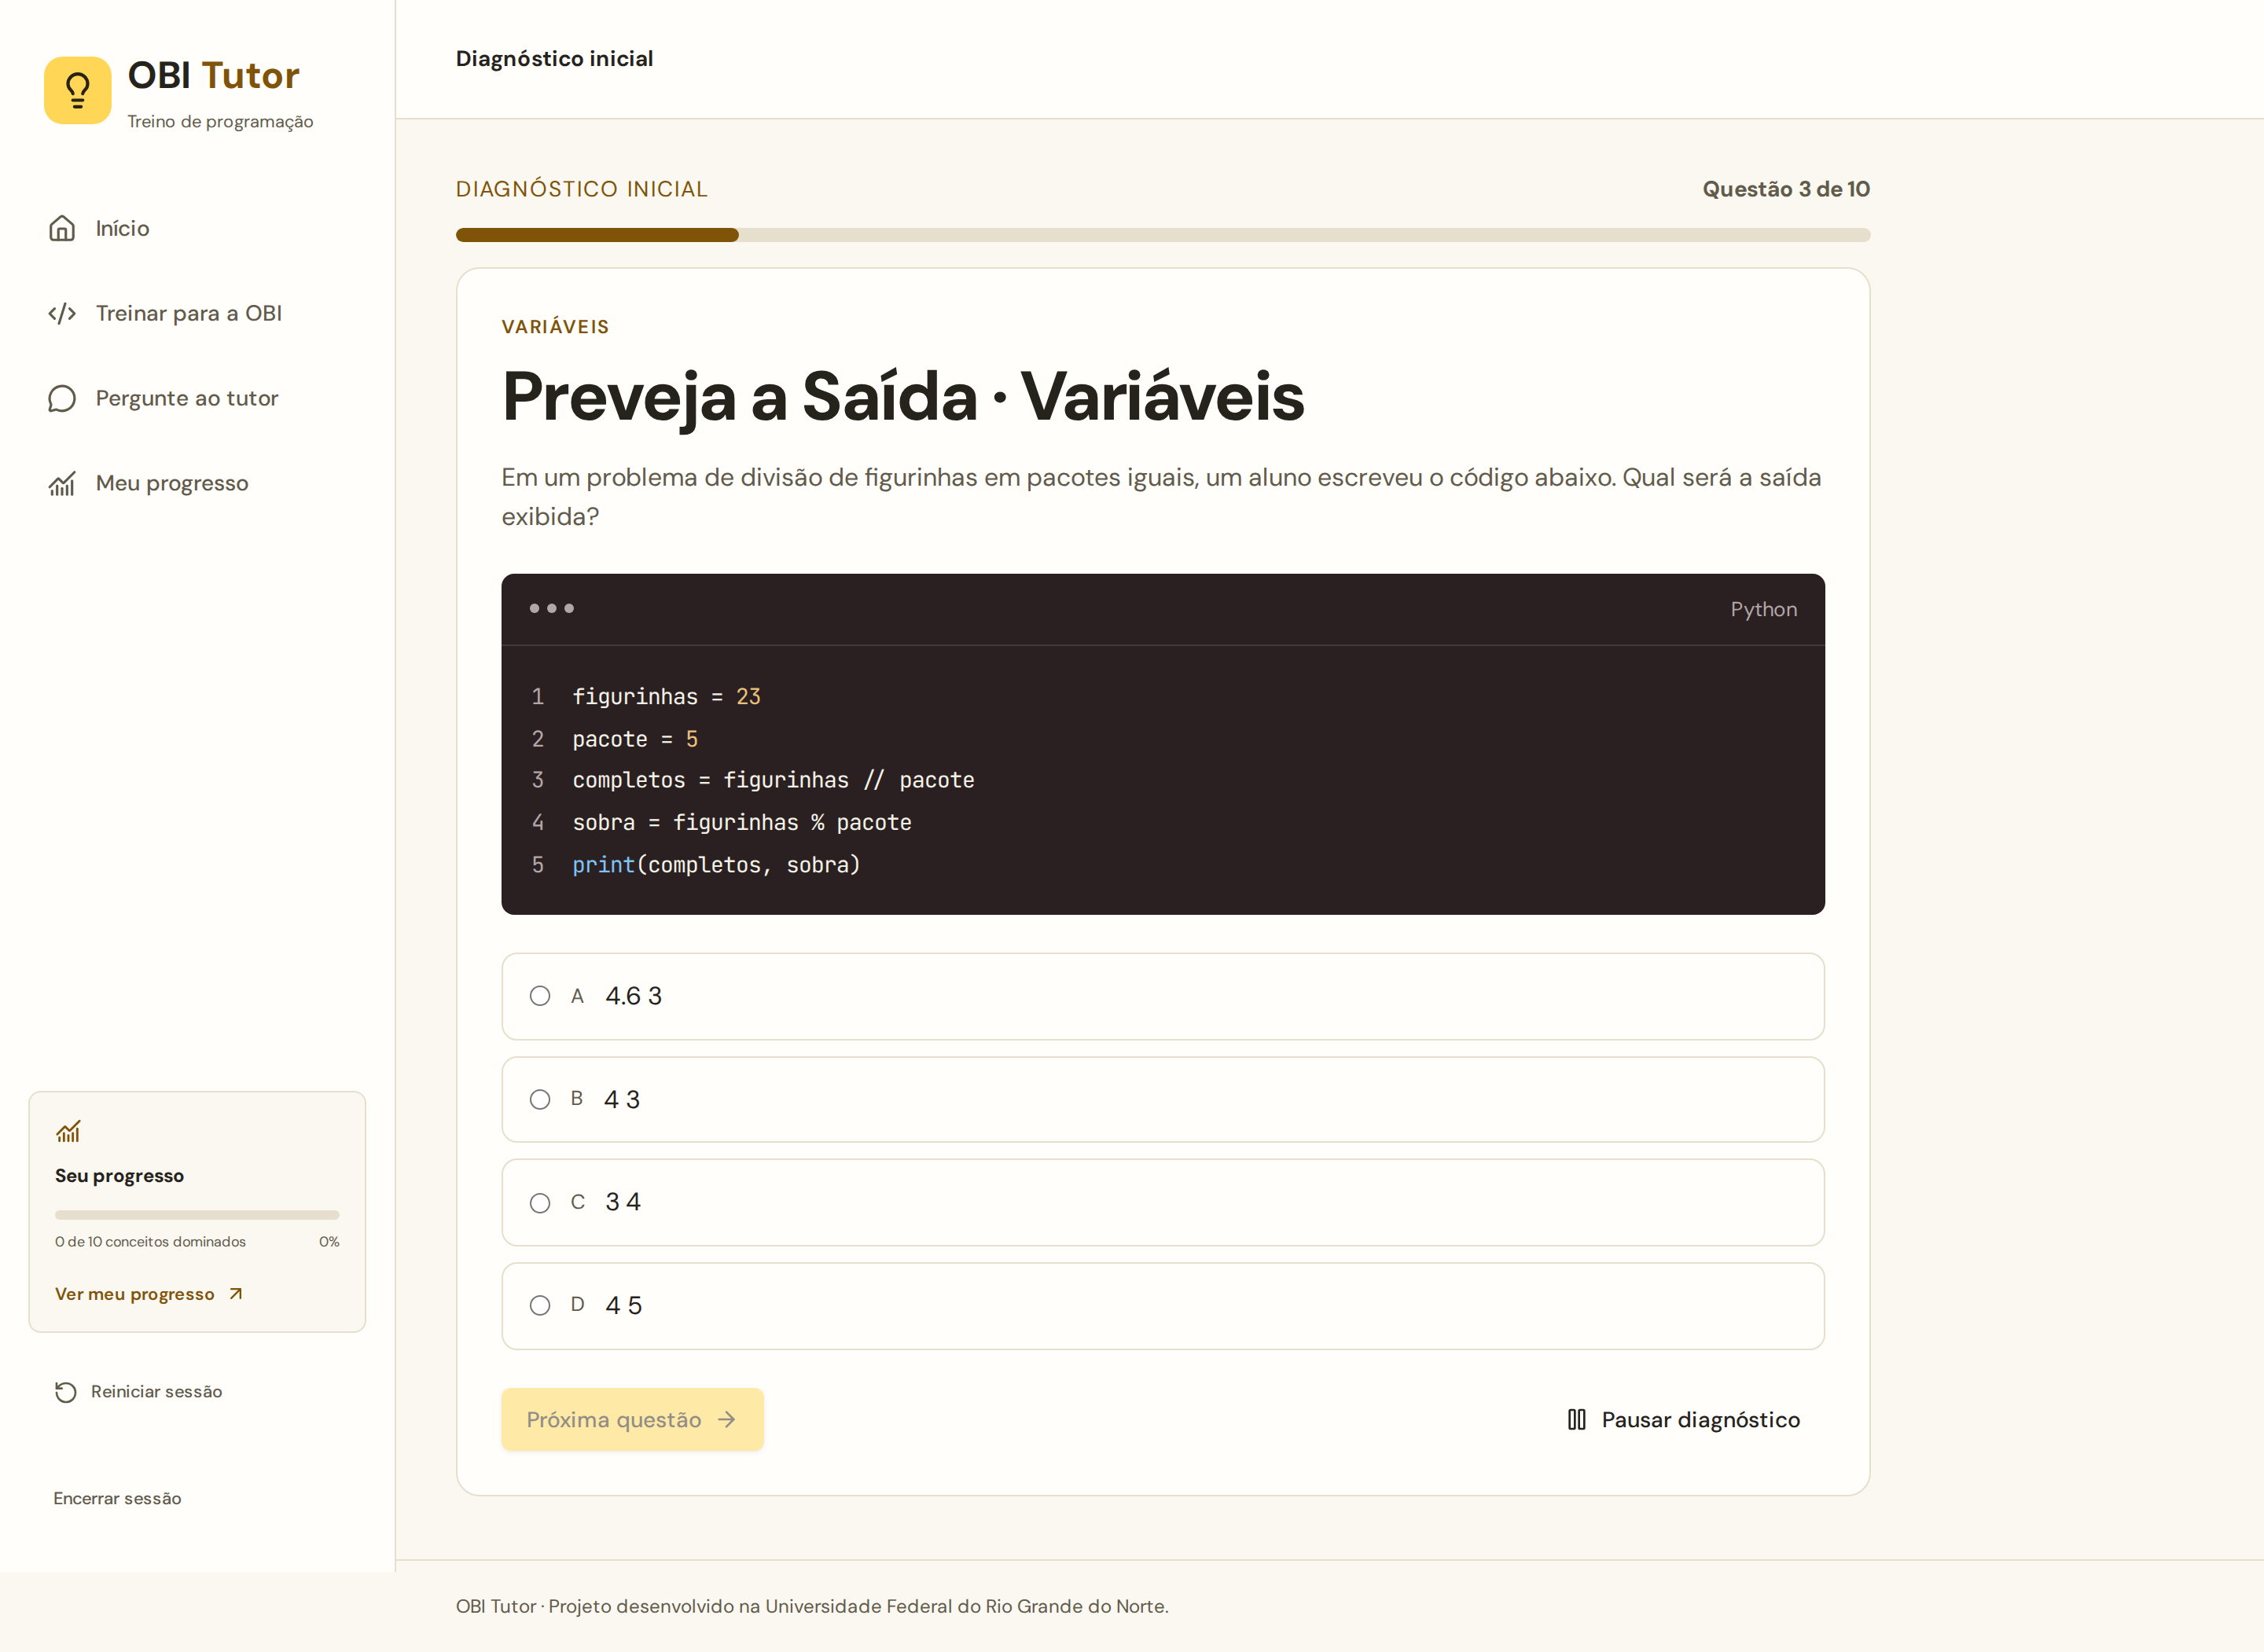 OBI Tutor
Treino de programação
Início
Treinar para a OBI
Pergunte ao tutor
Meu progresso
Seu progresso
0 de 10 conceitos dominados 0%
Ver meu progresso
Reiniciar sessão
Encerrar sessão
Diagnóstico inicial
DIAGNÓSTICO INICIAL Questão 3 de 10
VARIÁVEIS
Preveja a Saída · Variáveis
Em um problema de divisão de figurinhas em pacotes iguais, um aluno escreveu o código abaixo. Qual será a saída
exibida?
Python
1 figurinhas = 23
2 pacote = 5
3 completos = figurinhas // pacote
4 sobra = figurinhas % pacote
5 print(completos, sobra)
A 4.6 3
B 4 3
C 3 4
D 4 5
Próxima questão
Pausar diagnóstico
OBI Tutor · Projeto desenvolvido na Universidade Federal do Rio Grande do Norte.